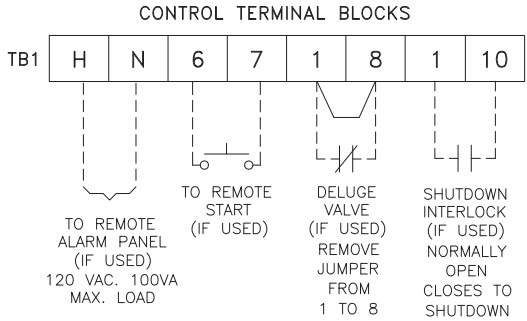 CONTROL TERMINAL BLOCKS
TB1 H N 6 7 1 8 1 10
TO REMOTE
ALARM PANEL
(IF USED)
120 VAC. 100VA
MAX. LOAD
TO REMOTE
START
(IF USED)
DELUGE
VALVE
(IF USED)
REMOVE
JUMPER
FROM
1 TO 8
SHUTDOWN
INTERLOCK
(IF USED)
NORMALLY
OPEN
CLOSES TO
SHUTDOWN